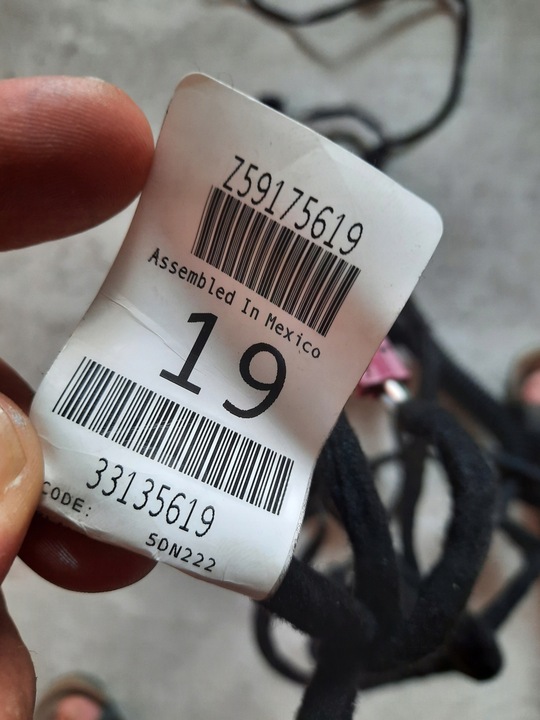 Z59175619
Assembled In Mexico
19
33135619
CODE:
5DN222